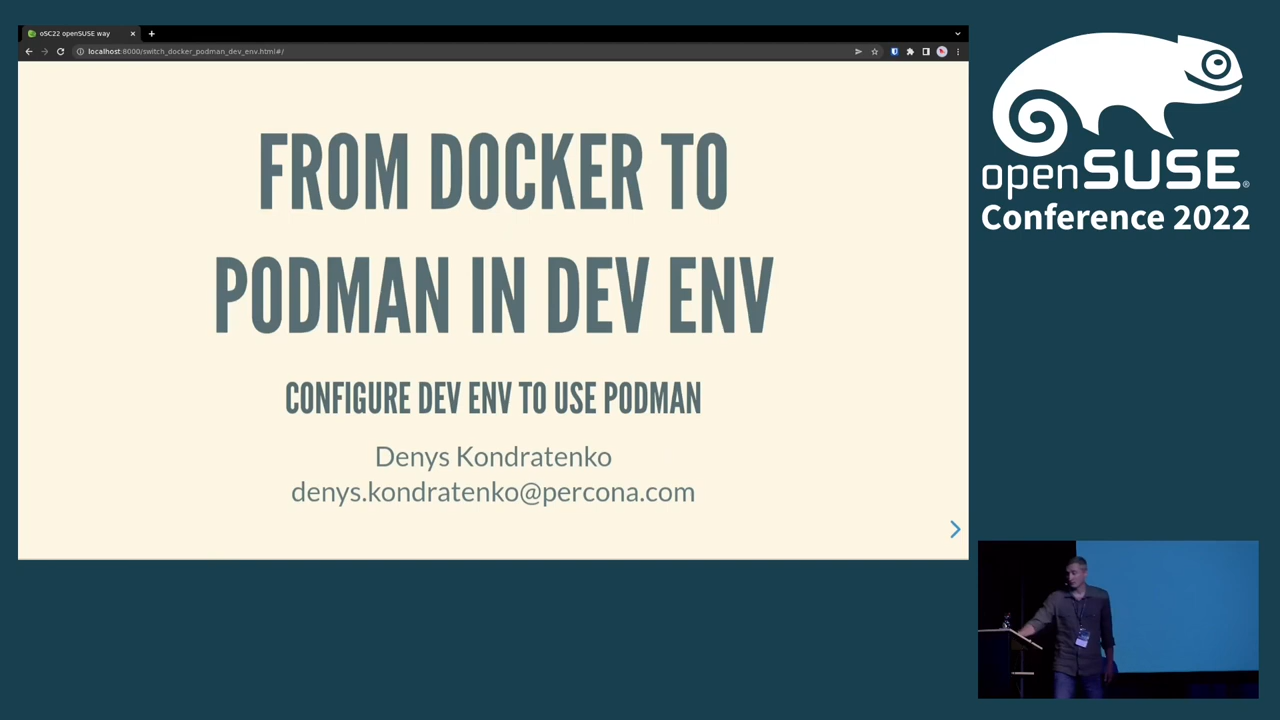 oSC22 openSUSE way
localhost:8000/switch_docker_podman_dev_env.html#/
FROM DOCKER TO
PODMAN IN DEV ENV
CONFIGURE DEV ENV TO USE PODMAN
Denys Kondratenko
denys.kondratenko@percona.com
openSUSE®
Conference 2022